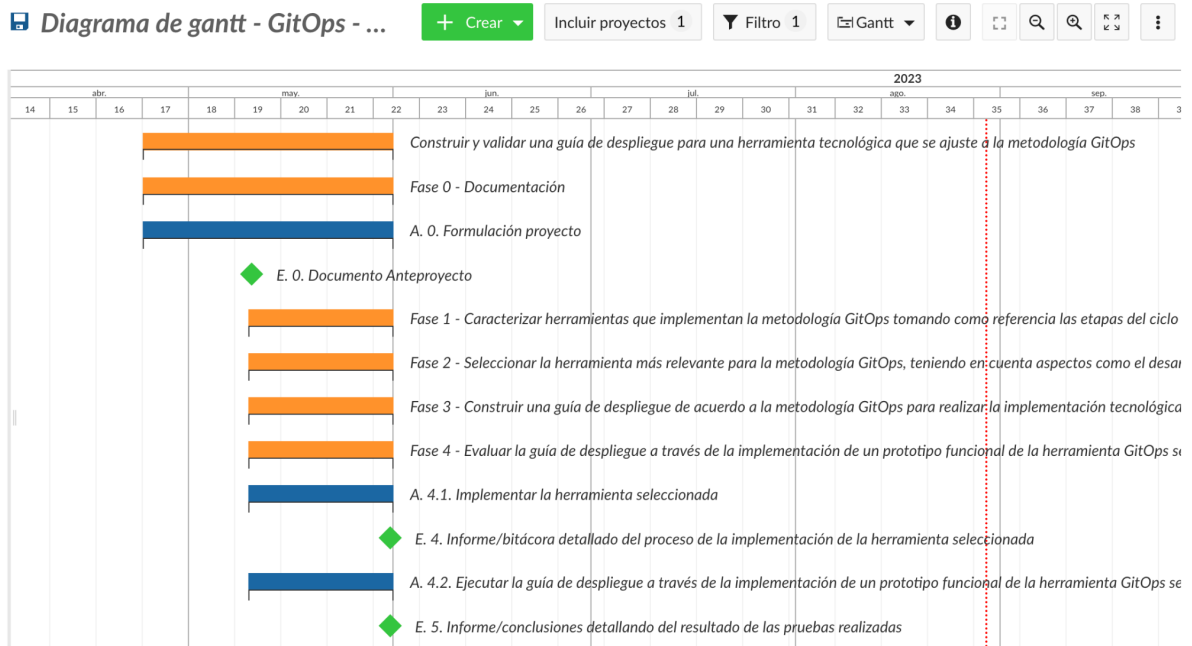 Diagrama de gantt - GitOps - ...
Crear
Incluir proyectos 1
Filtro 1
Gantt
2023
abr. may. jun. jul. ago. sep.
14 15 16 17 18 19 20 21 22 23 24 25 26 27 28 29 30 31 32 33 34 35 36 37 38 3
Construir y validar una guía de despliegue para una herramienta tecnológica que se ajuste a la metodología GitOps
Fase 0 - Documentación
A. 0. Formulación proyecto
E. 0. Documento Anteproyecto
Fase 1 - Caracterizar herramientas que implementan la metodología GitOps tomando como referencia las etapas del ciclo
Fase 2 - Seleccionar la herramienta más relevante para la metodología GitOps, teniendo en cuenta aspectos como el desar
Fase 3 - Construir una guía de despliegue de acuerdo a la metodología GitOps para realizar la implementación tecnológica
Fase 4 - Evaluar la guía de despliegue a través de la implementación de un prototipo funcional de la herramienta GitOps se
A. 4.1. Implementar la herramienta seleccionada
E. 4. Informe/bitácora detallado del proceso de la implementación de la herramienta seleccionada
A. 4.2. Ejecutar la guía de despliegue a través de la implementación de un prototipo funcional de la herramienta GitOps se
E. 5. Informe/conclusiones detallando del resultado de las pruebas realizadas